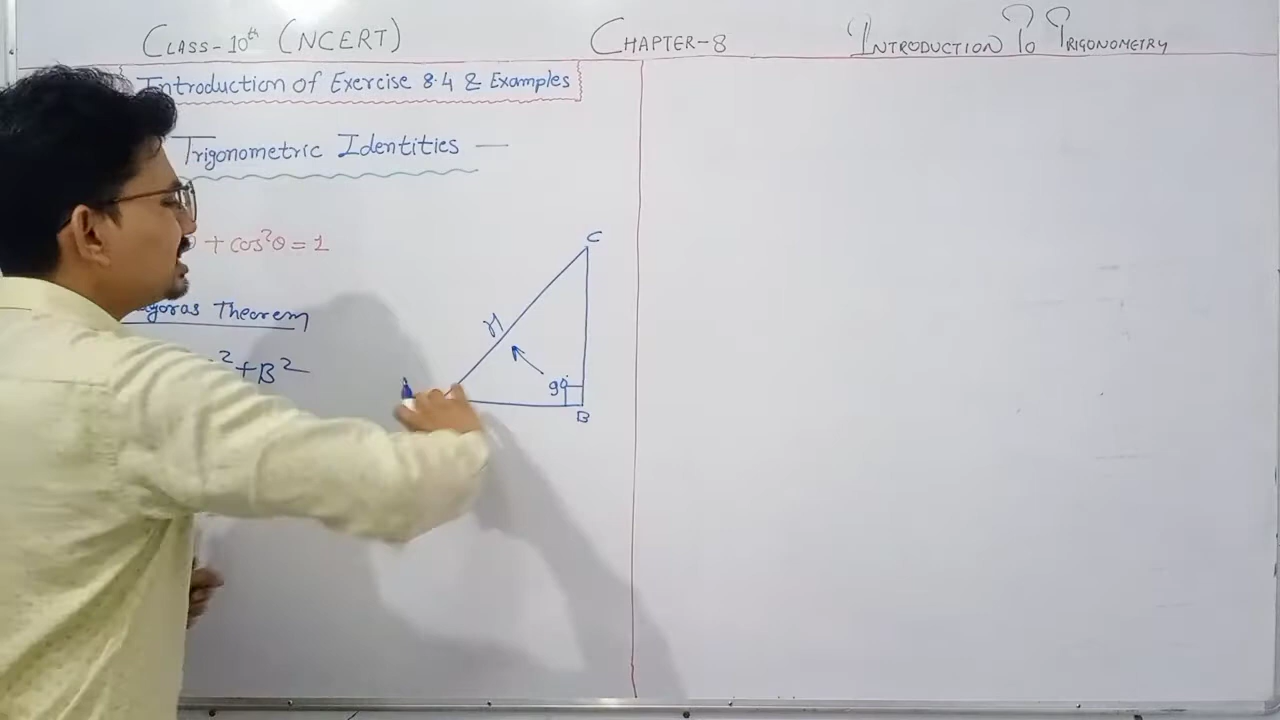 CLASS-10th (NCERT) CHAPTER-8 INTRODUCTION TO TRIGONOMETRY
Introduction of Exercise 8.4 & Examples
Trigonometric Identities —
+ cos²θ = 1
C
Theorem
H
² + B²
90°
B